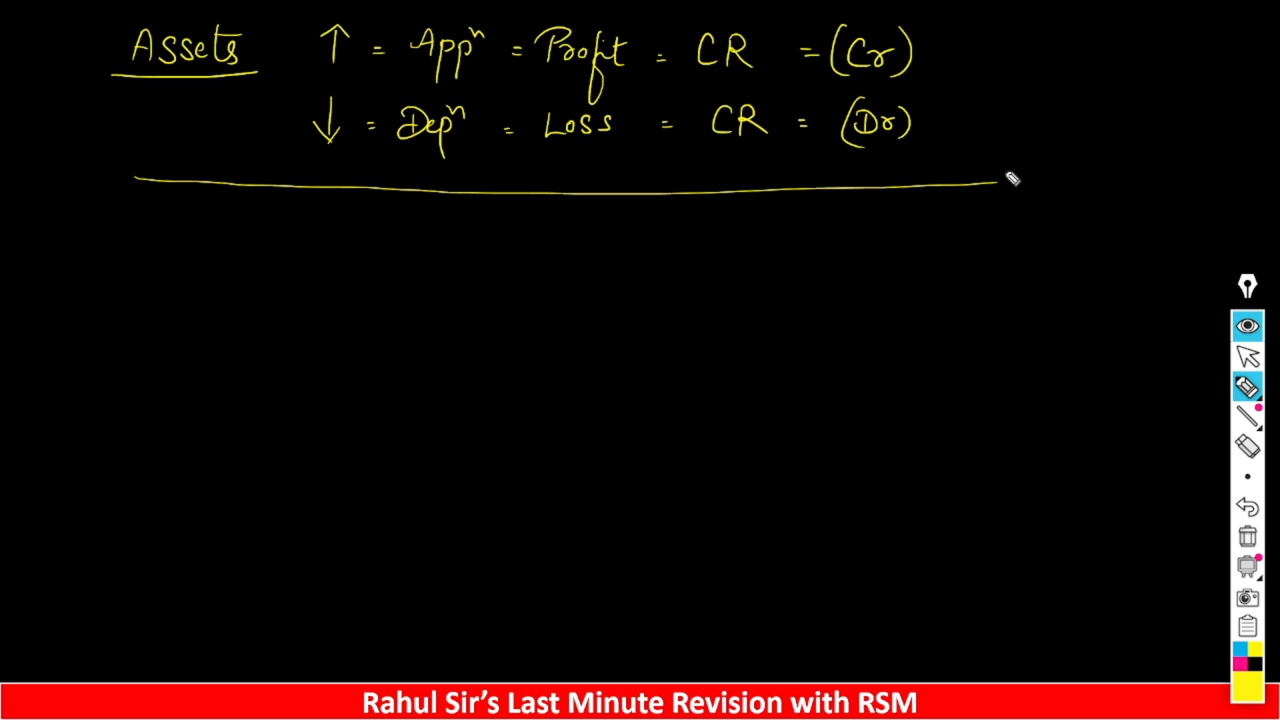 Assets ↑ = Appⁿ = Profit = CR = (Cr)
↓ = Depⁿ = Loss = CR = (Dr)
Rahul Sir's Last Minute Revision with RSM